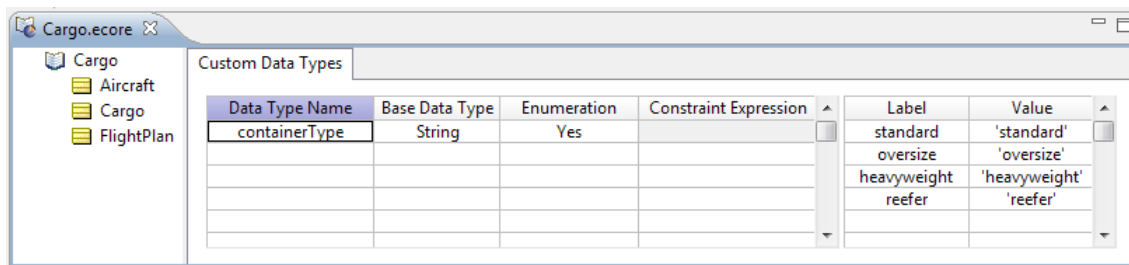 Cargo.ecore
Cargo
Aircraft
Cargo
FlightPlan
Custom Data Types
Data Type Name Base Data Type Enumeration Constraint Expression Label Value
containerType String Yes standard 'standard'
oversize 'oversize'
heavyweight 'heavyweight'
reefer 'reefer'